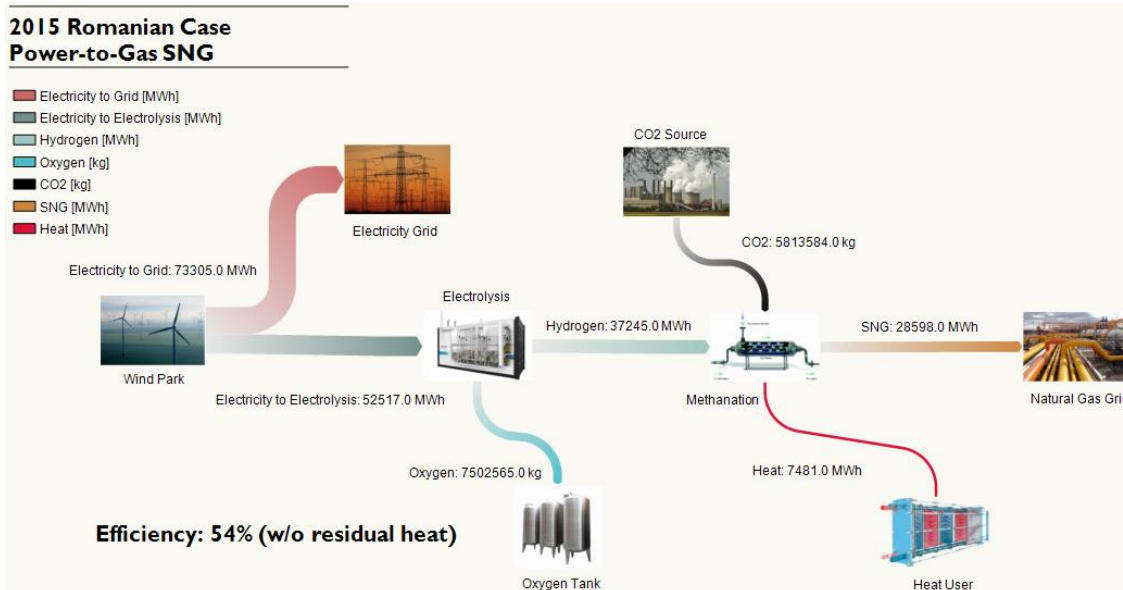 2015 Romanian Case
Power-to-Gas SNG
Electricity to Grid [MWh]
Electricity to Electrolysis [MWh]
Hydrogen [MWh]
Oxygen [kg]
CO2 [kg]
SNG [MWh]
Heat [MWh]
CO2 Source
Electricity Grid
CO2: 5813584.0 kg
Electricity to Grid: 73305.0 MWh
Electrolysis
Hydrogen: 37245.0 MWh
SNG: 28598.0 MWh
Wind Park
Electricity to Electrolysis: 52517.0 MWh
Methanation
Natural Gas Gri
Oxygen: 7502565.0 kg
Heat: 7481.0 MWh
Efficiency: 54% (w/o residual heat)
Oxygen Tank
Heat User